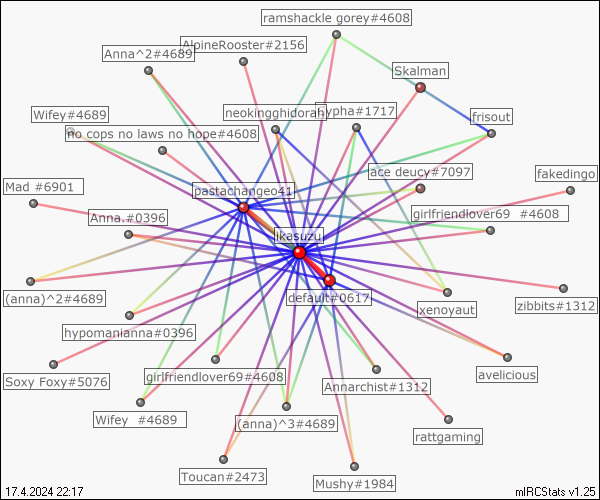 ramshackle gorey#4608
AlpineRooster#2156
Anna^2#4689
Skalman
Wifey#4689
neokingghidorah
hypha#1717
frisout
no cops no laws no hope#4608
ace deucy#7097
fakedingo
Mad #6901
pastachangeo41
Anna.#0396
girlfriendlover69 #4608
ikasuzu
(anna)^2#4689
default#0617
zibbits#1312
xenoyaut
hypomanianna#0396
Soxy Foxy#5076
girlfriendlover69#4608
avelicious
Annarchist#1312
Wifey #4689
(anna)^3#4689
rattgaming
Toucan#2473
Mushy#1984
17.4.2024 22:17
mIRCStats v1.25